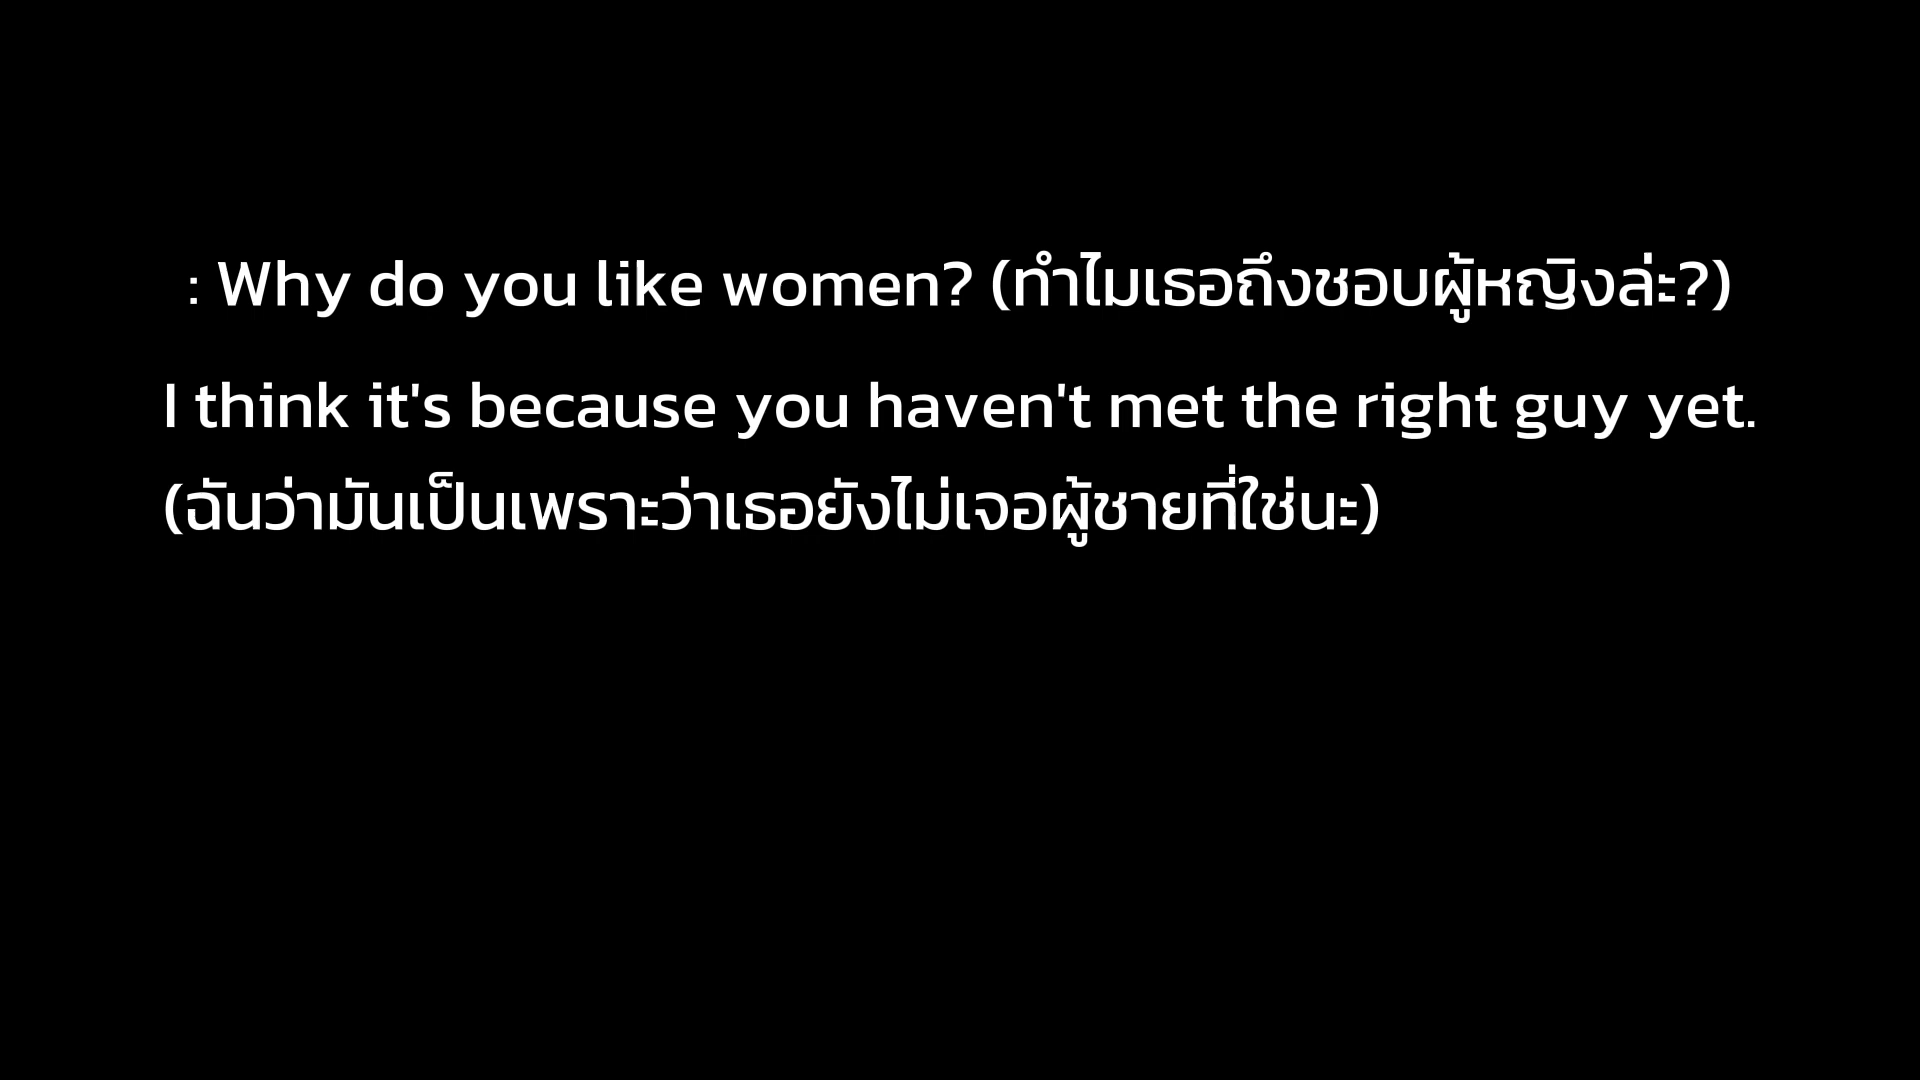 : Why do you like women? (ทำไมเธอถึงชอบผู้หญิงล่ะ?)
I think it's because you haven't met the right guy yet.
(ฉันว่ามันเป็นเพราะว่าเธอยังไม่เจอผู้ชายที่ใช่นะ)